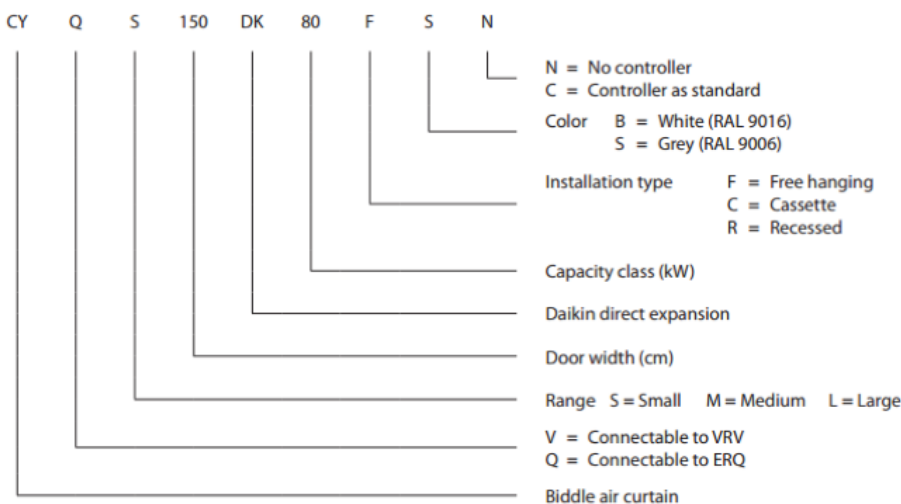 CY Q S 150 DK 80 F S N
N = No controller
C = Controller as standard
Color B = White (RAL 9016)
S = Grey (RAL 9006)
Installation type F = Free hanging
C = Cassette
R = Recessed
Capacity class (kW)
Daikin direct expansion
Door width (cm)
Range S = Small M = Medium L = Large
V = Connectable to VRV
Q = Connectable to ERQ
Biddle air curtain